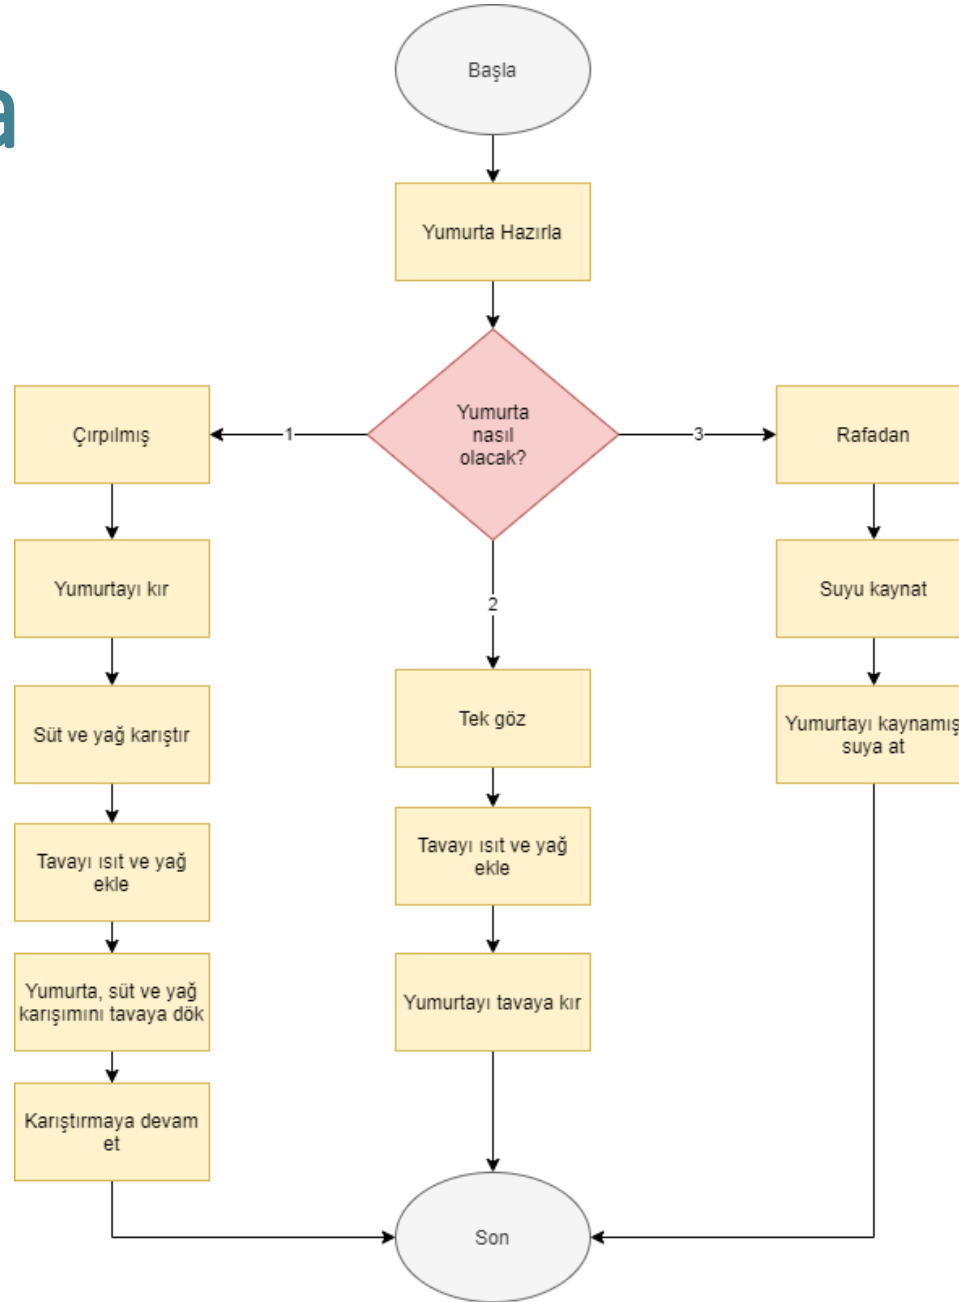 a
Başla
Yumurta Hazırla
Yumurta
nasıl
olacak?
1
2
3
Çırpılmış
Yumurtayı kır
Süt ve yağ karıştır
Tavayı ısıt ve yağ
ekle
Yumurta, süt ve yağ
karışımını tavaya dök
Karıştırmaya devam
et
Tek göz
Tavayı ısıt ve yağ
ekle
Yumurtayı tavaya kır
Rafadan
Suyu kaynat
Yumurtayı kaynamış
suya at
Son